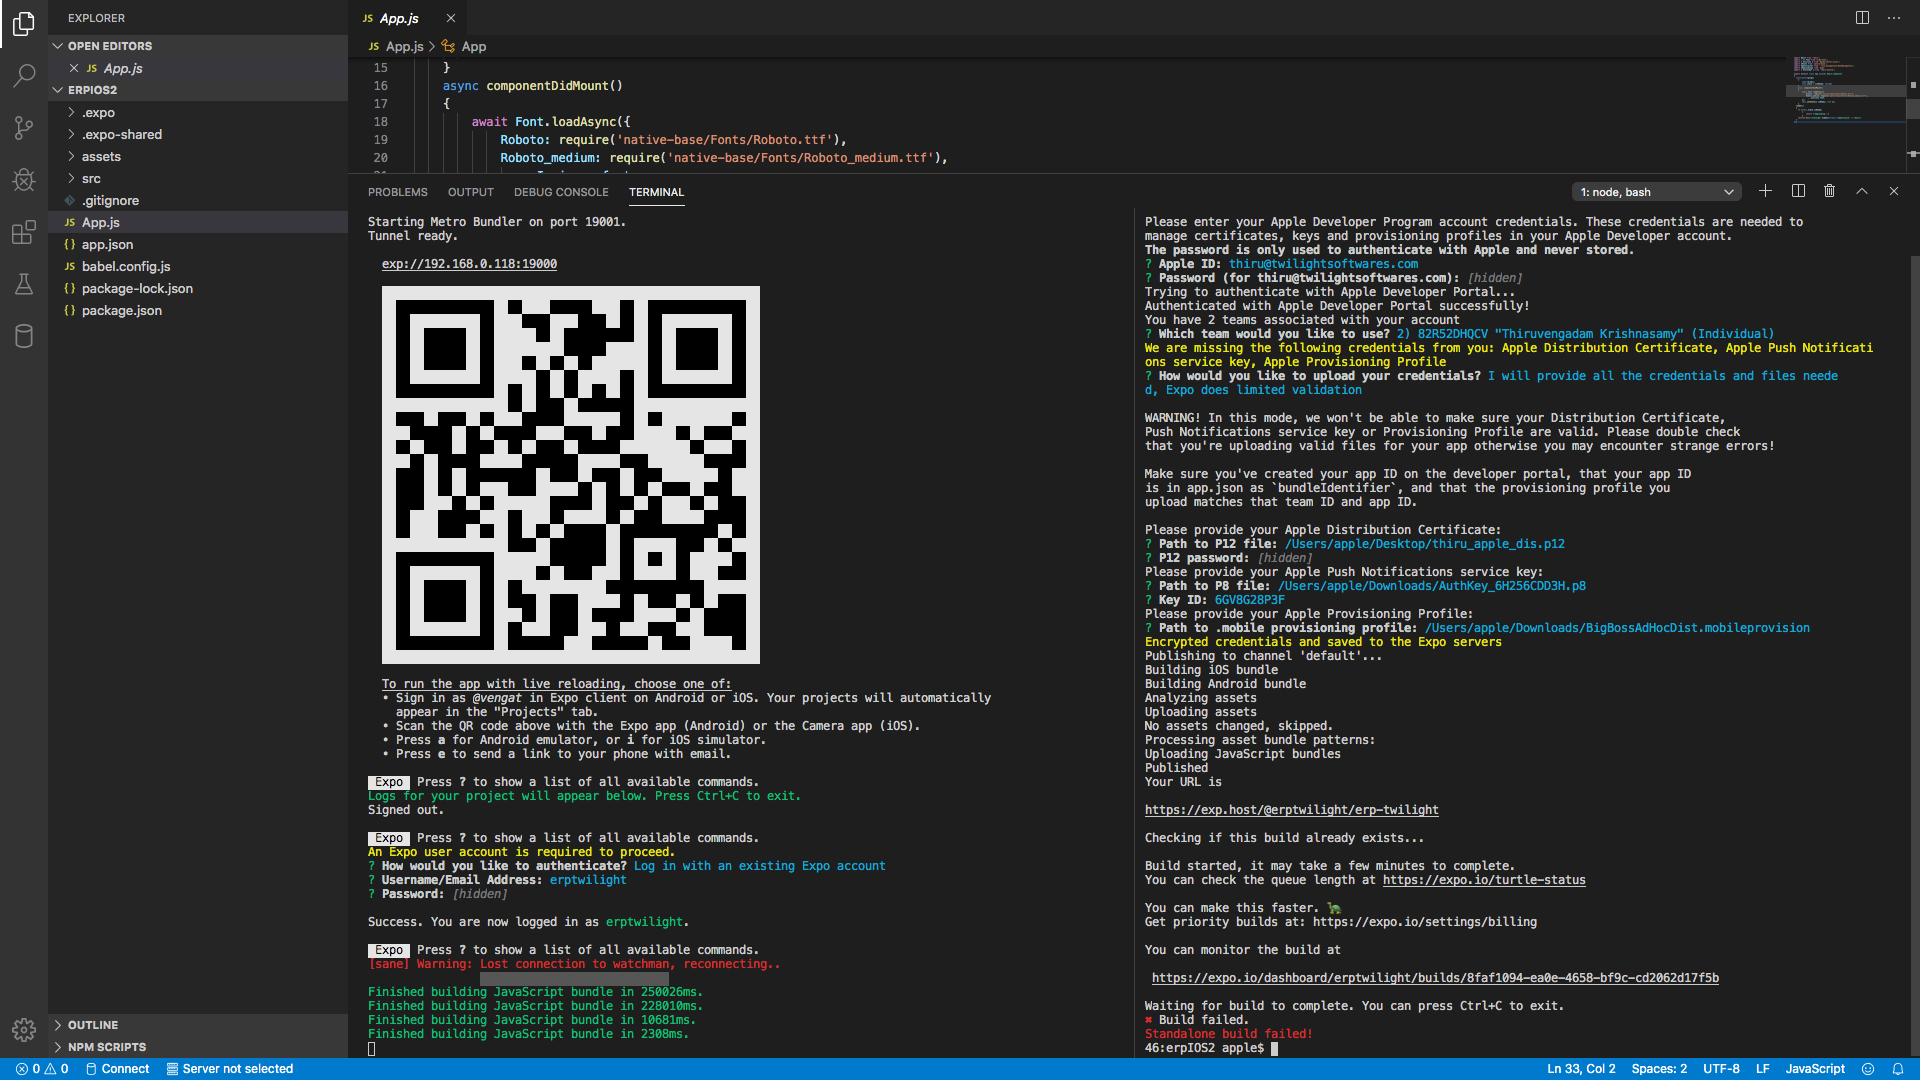 EXPLORER
OPEN EDITORS
JS App.js
ERPIOS2
.expo
.expo-shared
assets
src
.gitignore
JS App.js
{} app.json
JS babel.config.js
{} package-lock.json
{} package.json
OUTLINE
NPM SCRIPTS
JS App.js
JS App.js > App
15 }
16 async componentDidMount()
17 {
18 await Font.loadAsync({
19 Roboto: require('native-base/Fonts/Roboto.ttf'),
20 Roboto_medium: require('native-base/Fonts/Roboto_medium.ttf'),
PROBLEMS OUTPUT DEBUG CONSOLE TERMINAL
1: node, bash
Starting Metro Bundler on port 19001.
Tunnel ready.
exp://192.168.0.118:19000
To run the app with live reloading, choose one of:
• Sign in as @vengat in Expo client on Android or iOS. Your projects will automatically
appear in the "Projects" tab.
• Scan the QR code above with the Expo app (Android) or the Camera app (iOS).
• Press a for Android emulator, or i for iOS simulator.
• Press e to send a link to your phone with email.
Expo Press ? to show a list of all available commands.
Logs for your project will appear below. Press Ctrl+C to exit.
Signed out.
Expo Press ? to show a list of all available commands.
An Expo user account is required to proceed.
? How would you like to authenticate? Log in with an existing Expo account
? Username/Email Address: erptwilight
? Password: [hidden]
Success. You are now logged in as erptwilight.
Expo Press ? to show a list of all available commands.
[sane] Warning: Lost connection to watchman, reconnecting..
Finished building JavaScript bundle in 250026ms.
Finished building JavaScript bundle in 228010ms.
Finished building JavaScript bundle in 10681ms.
Finished building JavaScript bundle in 2308ms.
Please enter your Apple Developer Program account credentials. These credentials are needed to
manage certificates, keys and provisioning profiles in your Apple Developer account.
The password is only used to authenticate with Apple and never stored.
? Apple ID: thiru@twilightsoftwares.com
? Password (for thiru@twilightsoftwares.com): [hidden]
Trying to authenticate with Apple Developer Portal...
Authenticated with Apple Developer Portal successfully!
You have 2 teams associated with your account
? Which team would you like to use? 2) 82R52DHQCV "Thiruvengadam Krishnasamy" (Individual)
We are missing the following credentials from you: Apple Distribution Certificate, Apple Push Notificati
ons service key, Apple Provisioning Profile
? How would you like to upload your credentials? I will provide all the credentials and files neede
d, Expo does limited validation
WARNING! In this mode, we won't be able to make sure your Distribution Certificate,
Push Notifications service key or Provisioning Profile are valid. Please double check
that you're uploading valid files for your app otherwise you may encounter strange errors!
Make sure you've created your app ID on the developer portal, that your app ID
is in app.json as `bundleIdentifier`, and that the provisioning profile you
upload matches that team ID and app ID.
Please provide your Apple Distribution Certificate:
? Path to P12 file: /Users/apple/Desktop/thiru_apple_dis.p12
? P12 password: [hidden]
Please provide your Apple Push Notifications service key:
? Path to P8 file: /Users/apple/Downloads/AuthKey_6H256CDD3H.p8
? Key ID: 6GV8G28P3F
Please provide your Apple Provisioning Profile:
? Path to .mobile provisioning profile: /Users/apple/Downloads/BigBossAdHocDist.mobileprovision
Encrypted credentials and saved to the Expo servers
Publishing to channel 'default'...
Building iOS bundle
Building Android bundle
Analyzing assets
Uploading assets
No assets changed, skipped.
Processing asset bundle patterns:
Uploading JavaScript bundles
Published
Your URL is
https://exp.host/@erptwilight/erp-twilight
Checking if this build already exists...
Build started, it may take a few minutes to complete.
You can check the queue length at https://expo.io/turtle-status
You can make this faster. 🐢
Get priority builds at: https://expo.io/settings/billing
You can monitor the build at
https://expo.io/dashboard/erptwilight/builds/8faf1094-ea0e-4658-bf9c-cd2062d17f5b
Waiting for build to complete. You can press Ctrl+C to exit.
✖ Build failed.
Standalone build failed!
46:erpIOS2 apple$
0 0 Connect Server not selected
Ln 33, Col 2 Spaces: 2 UTF-8 LF JavaScript